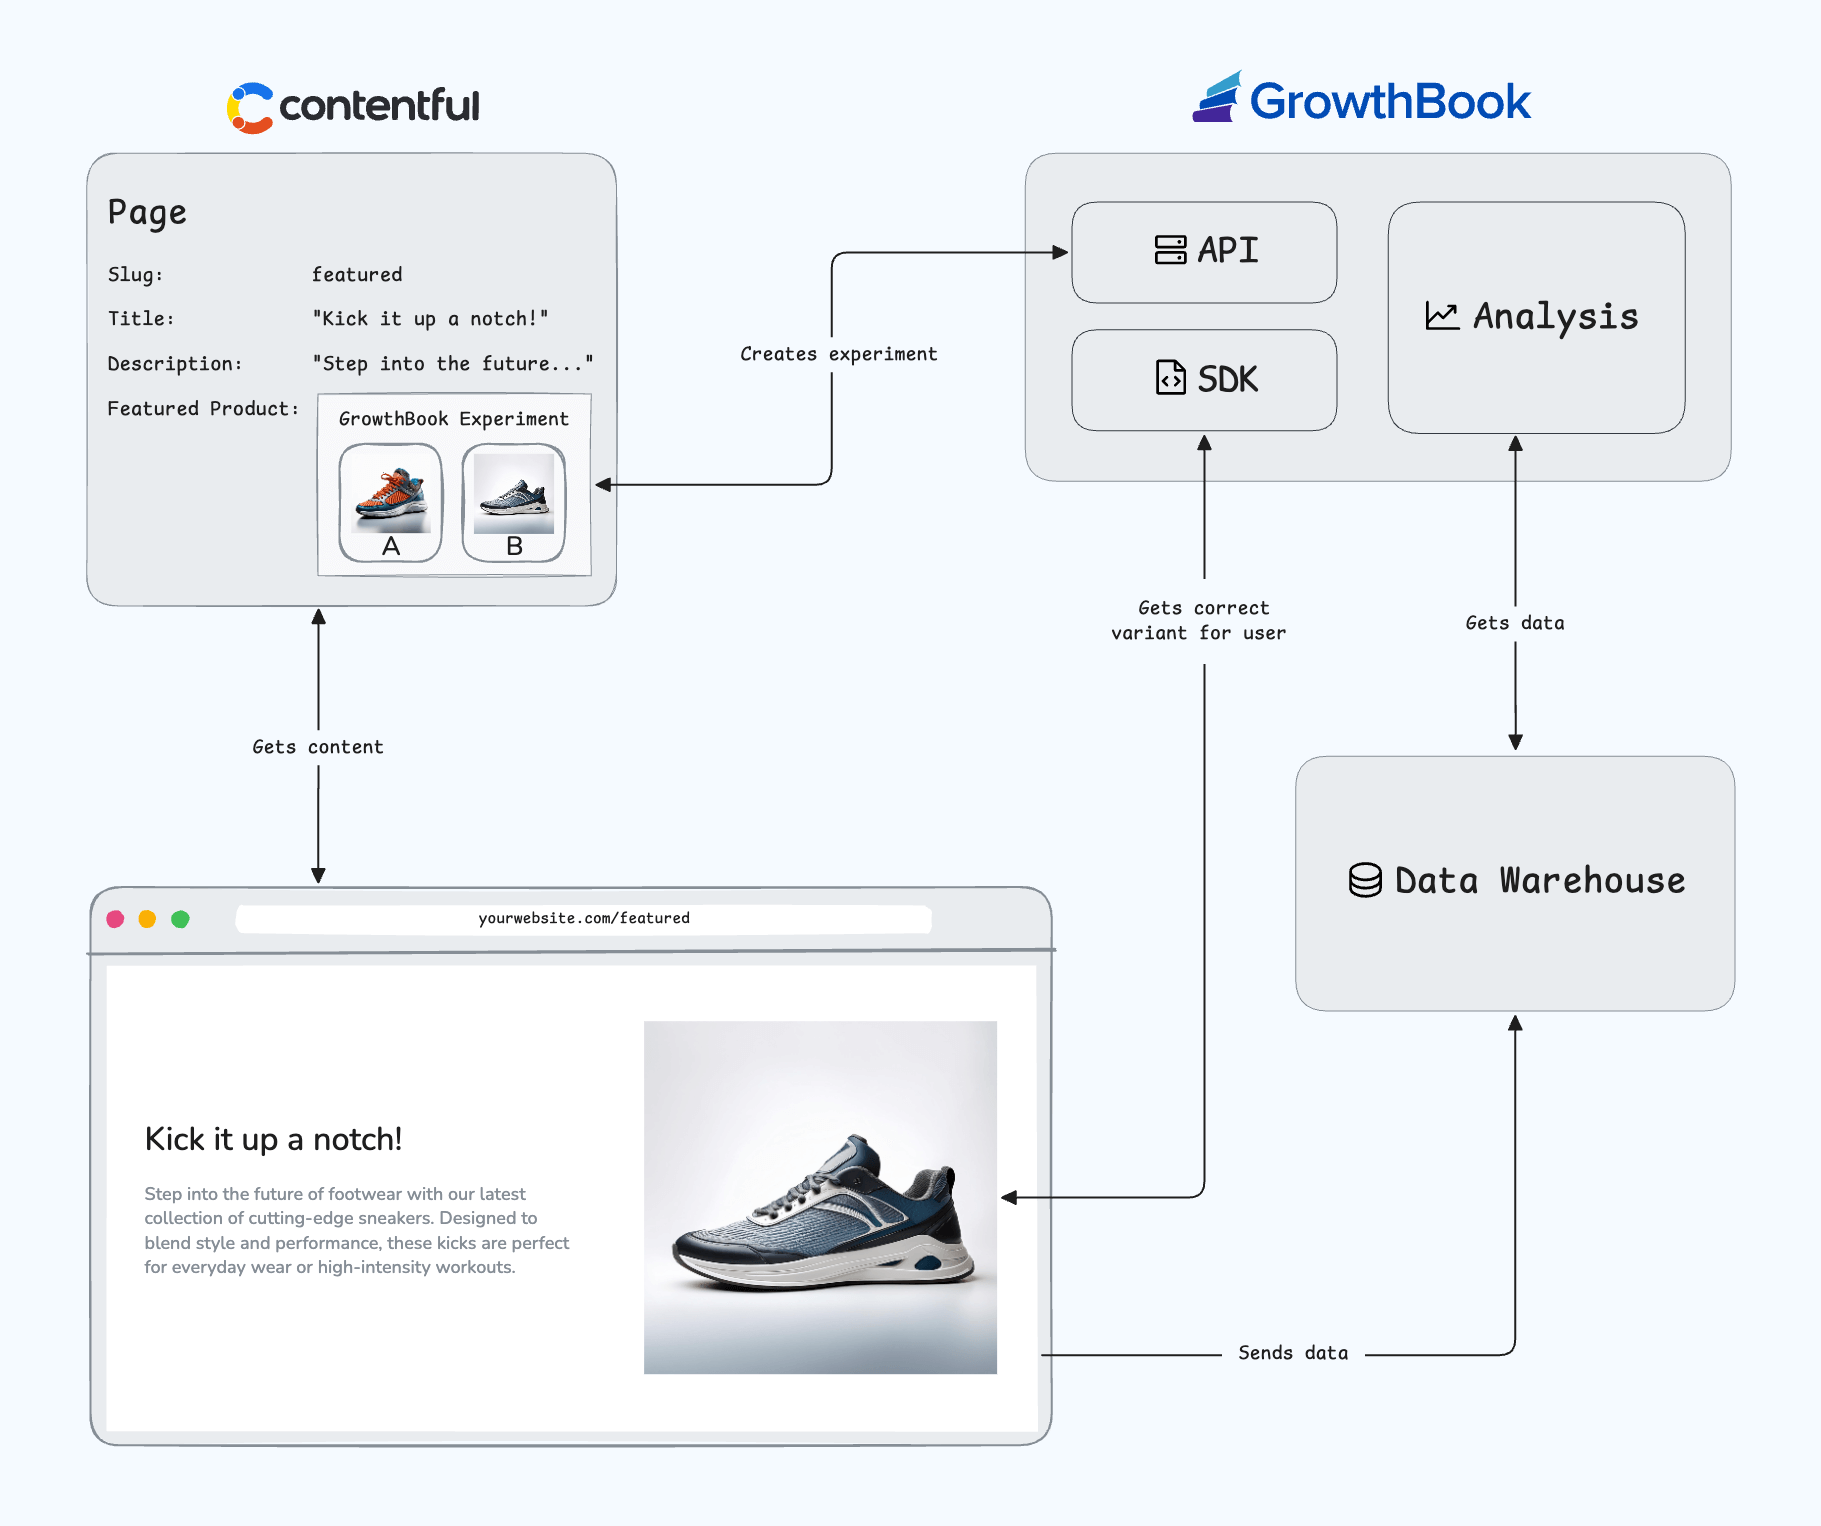 contentful
GrowthBook
Page
Slug: featured
Title: "Kick it up a notch!"
Description: "Step into the future..."
Featured Product:
GrowthBook Experiment
A
B
Creates experiment
API
SDK
Analysis
Gets correct
variant for user
Gets data
Gets content
Data Warehouse
yourwebsite.com/featured
Kick it up a notch!
Step into the future of footwear with our latest
collection of cutting-edge sneakers. Designed to
blend style and performance, these kicks are perfect
for everyday wear or high-intensity workouts.
Sends data